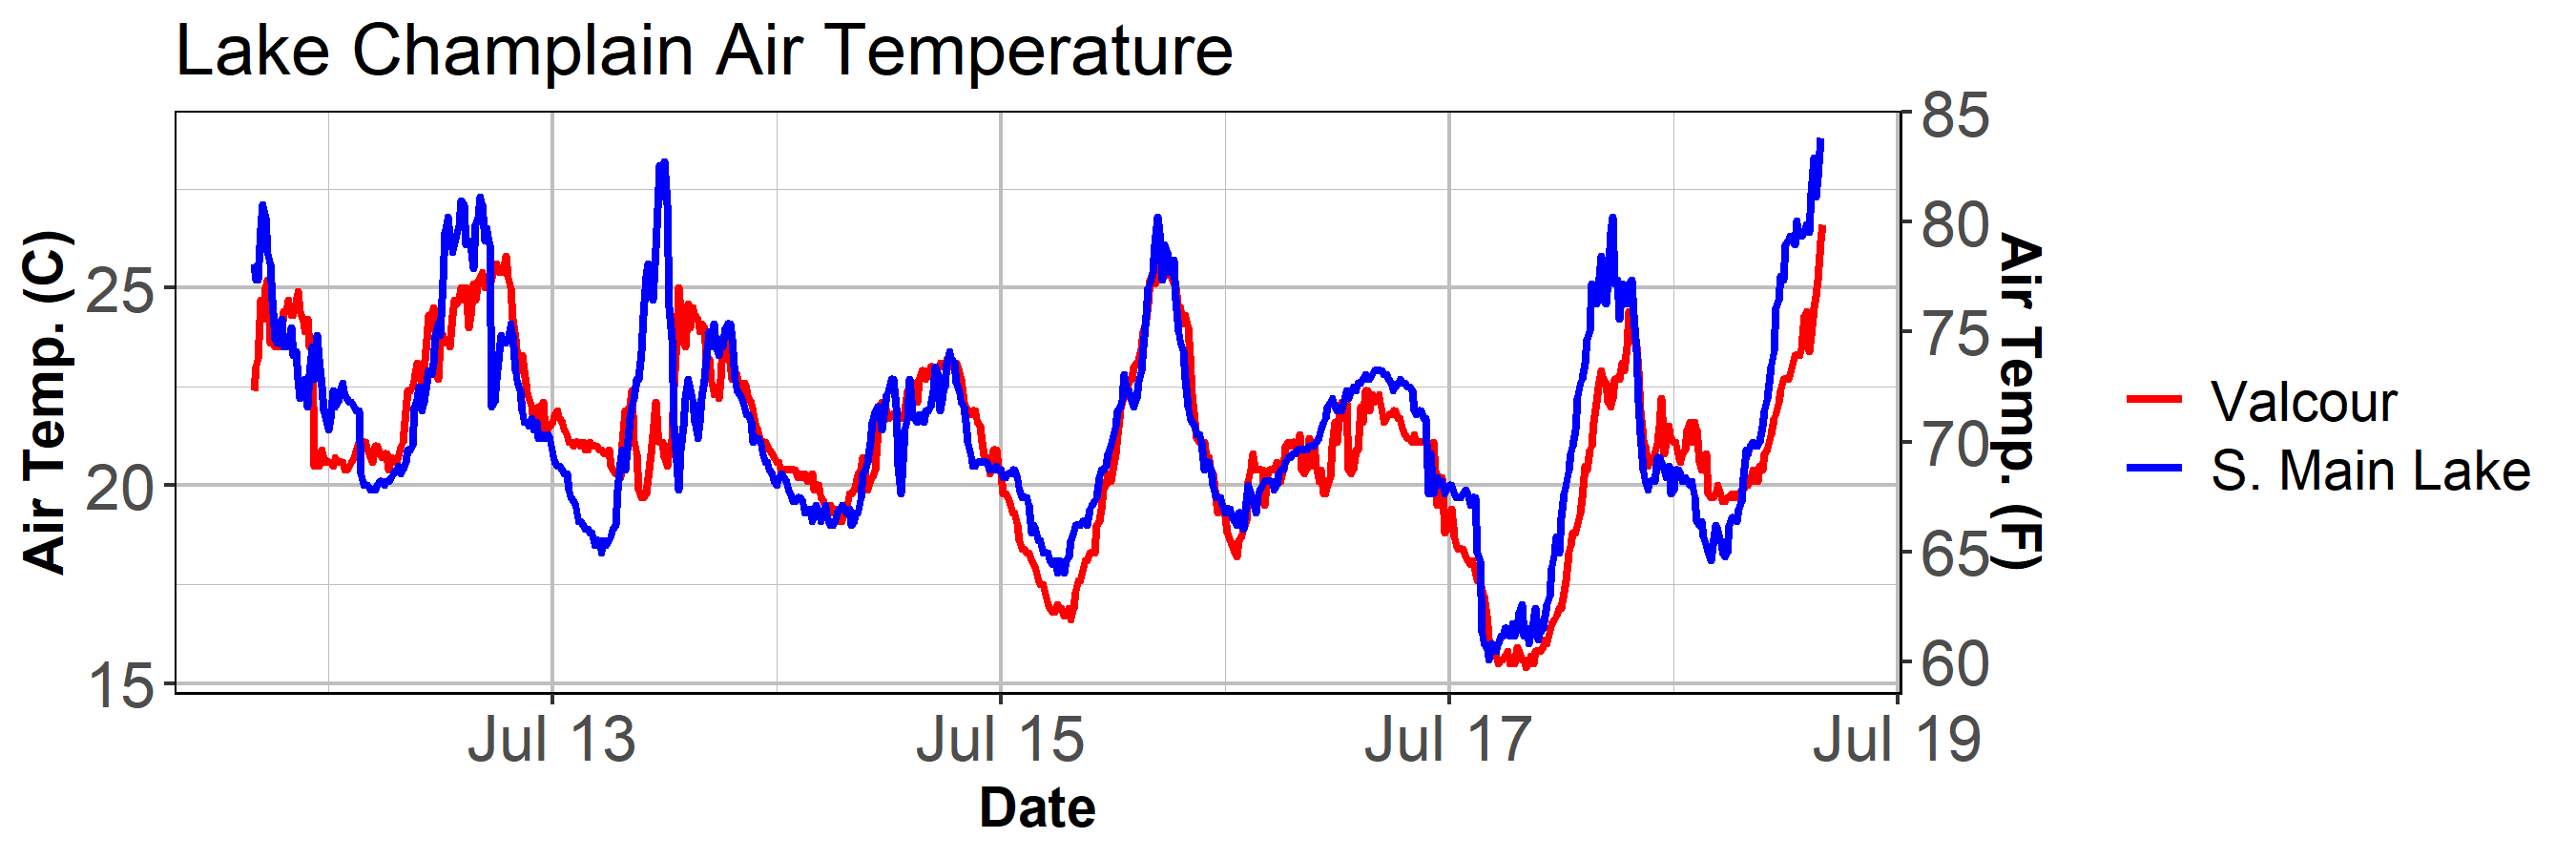 Lake Champlain Air Temperature
Air Temp. (C)
25
20
15
85
80
75
70
65
60
Air Temp. (F)
Jul 13
Jul 15
Jul 17
Jul 19
Date
Valcour
S. Main Lake